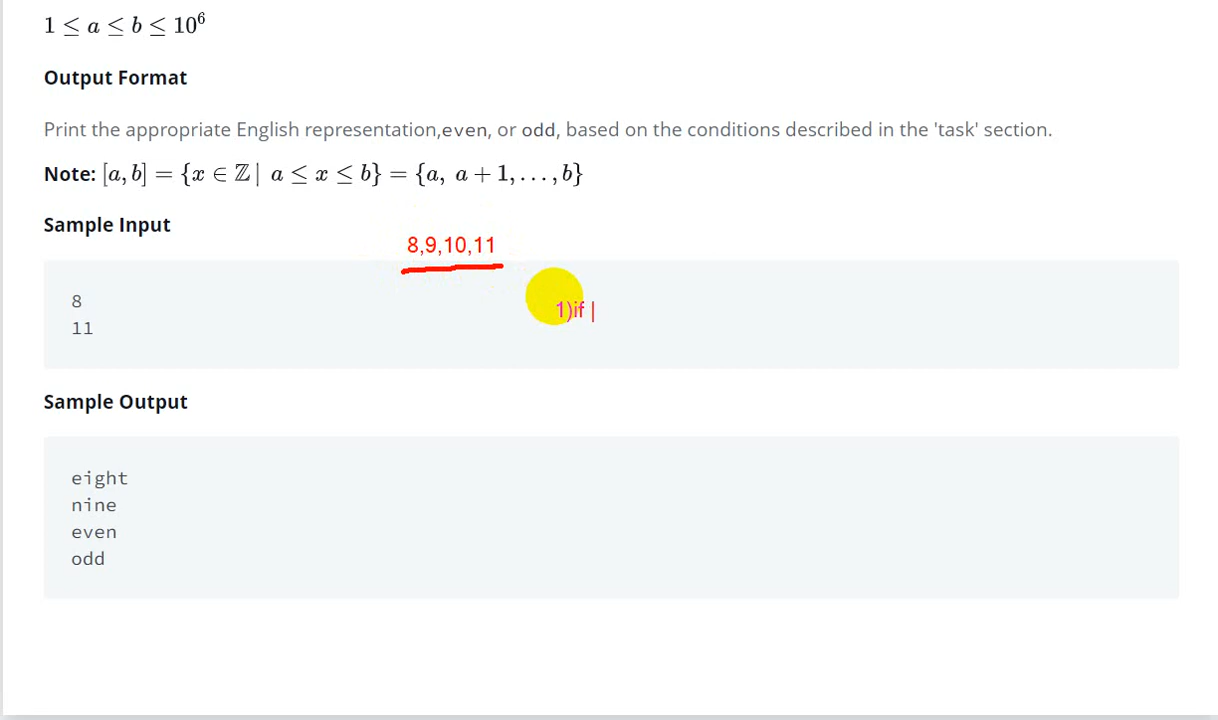 1 ≤ a ≤ b ≤ 10⁶
Output Format
Print the appropriate English representation,even, or odd, based on the conditions described in the 'task' section.
Note: [a, b] = {x ∈ ℤ | a ≤ x ≤ b} = {a, a + 1, . . . , b}
Sample Input
8,9,10,11
8
1)if
11
Sample Output
eight
nine
even
odd